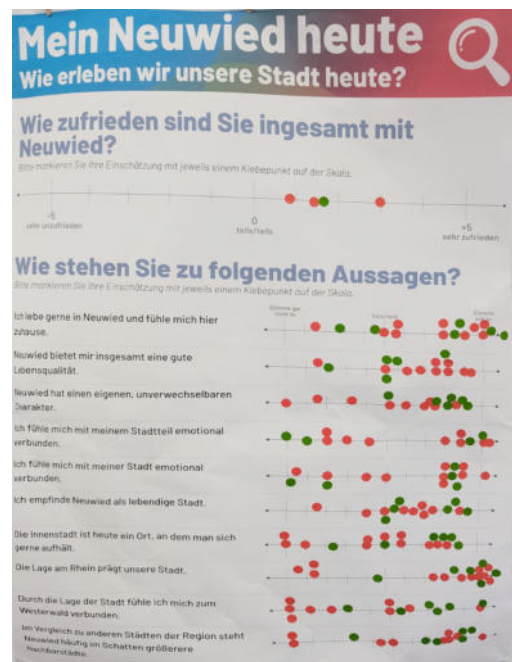 Mein Neuwied heute
Wie erleben wir unsere Stadt heute?
Wie zufrieden sind Sie ingesamt mit
Neuwied?
Bitte markieren Sie Ihre Einschätzung mit jeweils einem Klebepunkt auf der Skala.
-5
0
+5
sehr unzufrieden
teils/teils
sehr zufrieden
Wie stehen Sie zu folgenden Aussagen?
Bitte markieren Sie Ihre Einschätzung mit jeweils einem Klebepunkt auf der Skala.
Ich lebe gerne in Neuwied und fühle mich hier
zuhause.
Neuwied bietet mir insgesamt eine gute
Lebensqualität.
Neuwied hat einen eigenen, unverwechselbaren
Charakter.
Ich fühle mich mit meinem Stadtteil emotional
verbunden.
Ich fühle mich mit meiner Stadt emotional
verbunden.
Ich empfinde Neuwied als lebendige Stadt.
Die Innenstadt ist heute ein Ort, an dem man sich
gerne aufhält.
Die Lage am Rhein prägt unsere Stadt.
Durch die Lage der Stadt fühle ich mich zum
Westerwald verbunden.
Im Vergleich zu anderen Städten der Region steht
Neuwied häufig im Schatten größerere
Nachbarstädte.